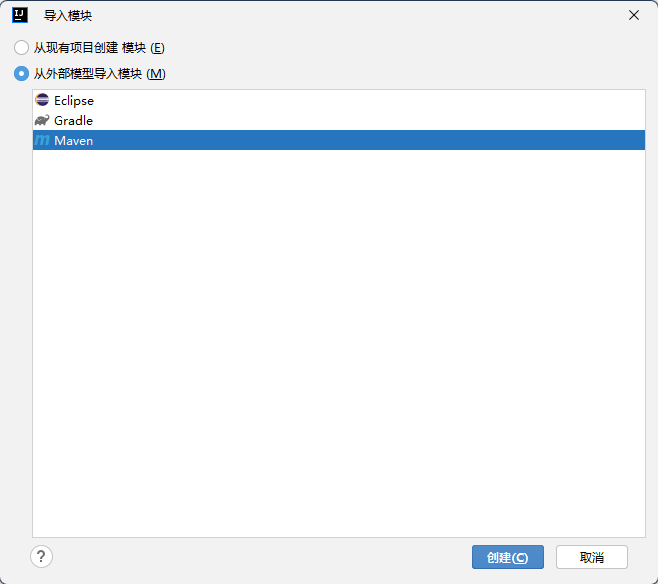 IJ
导入模块
从现有项目创建 模块 (E)
从外部模型导入模块 (M)
Eclipse
Gradle
m Maven
?
创建(C)
取消